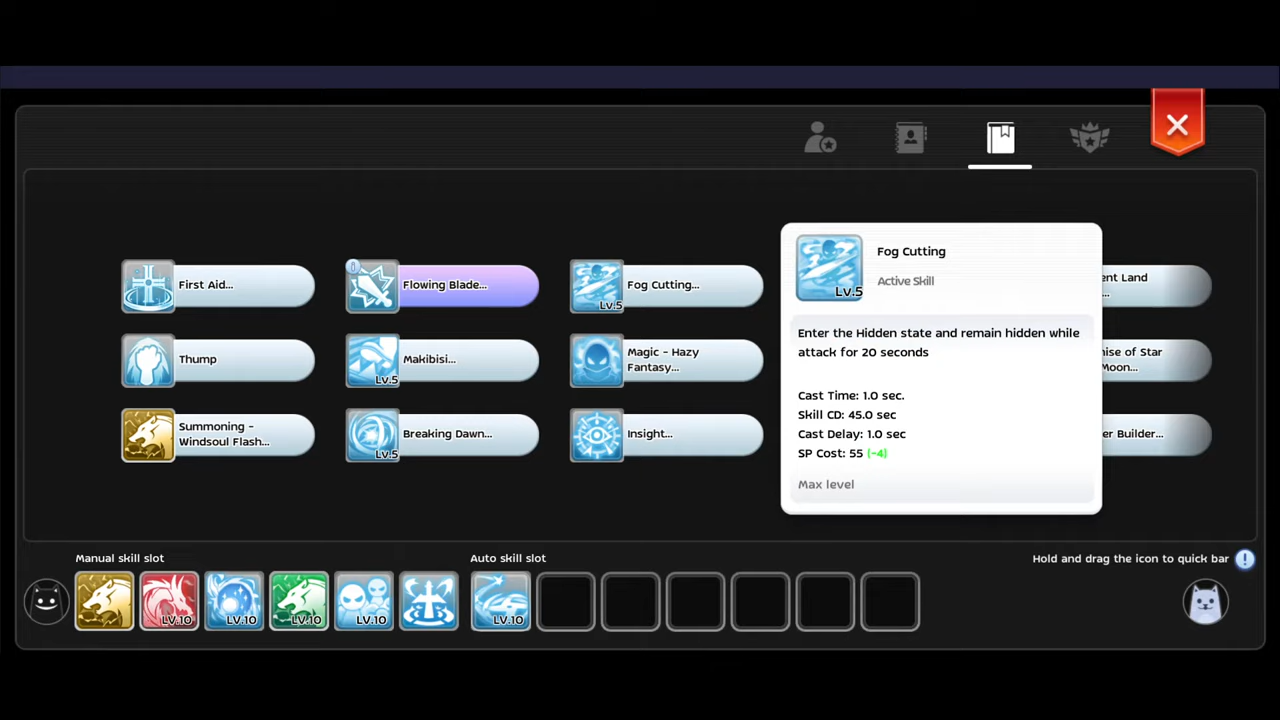 First Aid...
Flowing Blade...
Lv.5
Fog Cutting...
ent Land
...
Thump
Lv.5
Makibisi...
Magic - Hazy
Fantasy...
ise of Star
Moon...
Summoning -
Windsoul Flash...
Lv.5
Breaking Dawn...
Insight...
er Builder...
Lv.5
Fog Cutting
Active Skill
Enter the Hidden state and remain hidden while
attack for 20 seconds
Cast Time: 1.0 sec.
Skill CD: 45.0 sec
Cast Delay: 1.0 sec
SP Cost: 55 (-4)
Max level
Manual skill slot
Auto skill slot
Hold and drag the icon to quick bar
LV.10
LV.10
LV.10
LV.10
LV.10